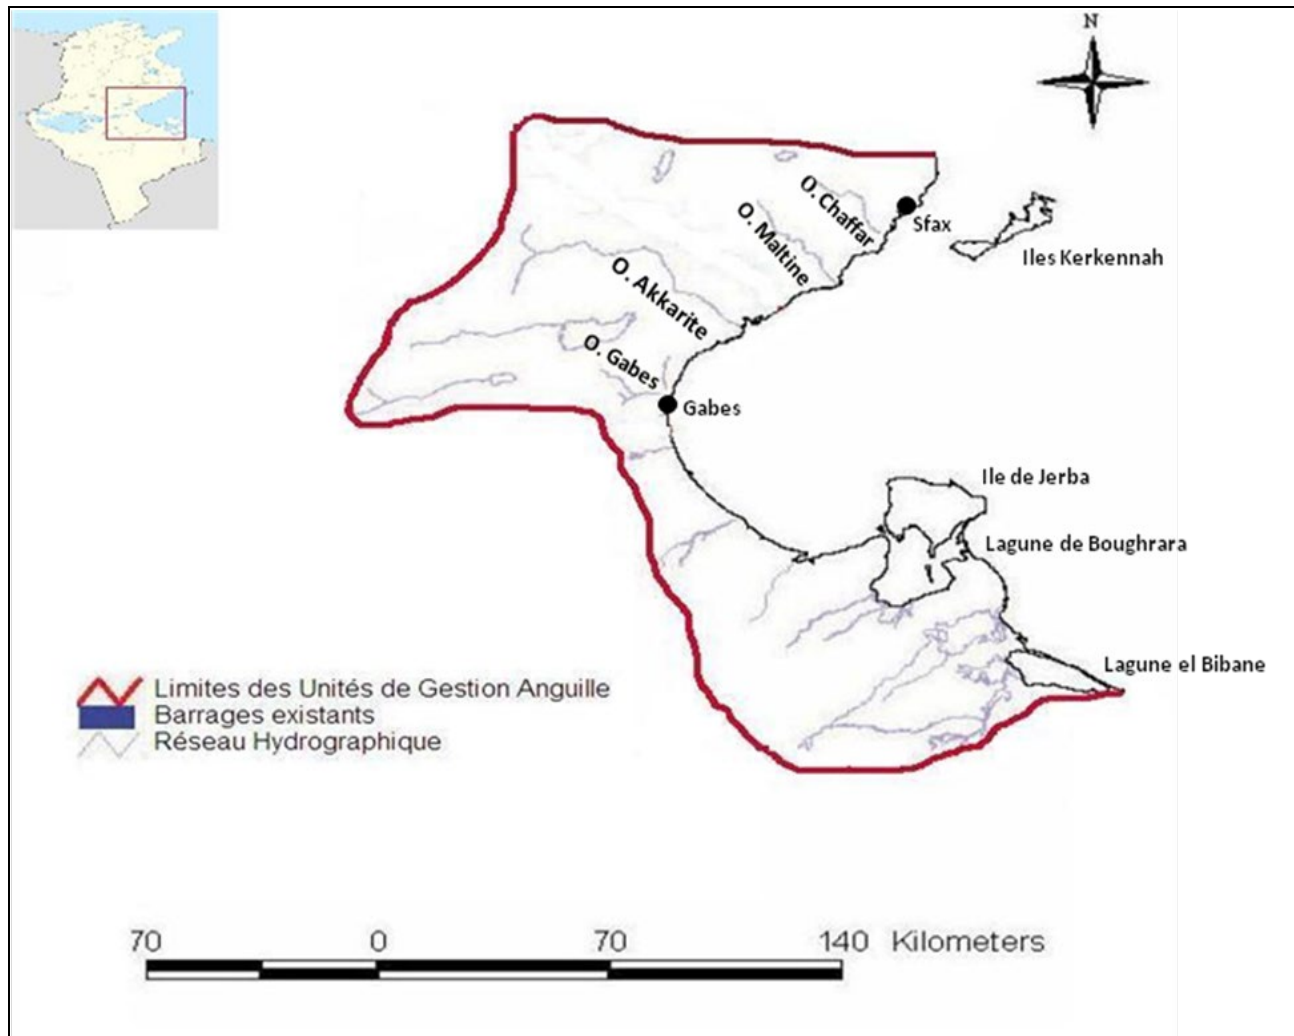 N
O. Chaffar
Sfax
O. Maltine
Iles Kerkennah
O. Akkarite
O. Gabes
Gabes
Ile de Jerba
Lagune de Boughrara
Lagune el Bibane
Limites des Unités de Gestion Anguille
Barrages existants
Réseau Hydrographique
70 0 70 140 Kilometers